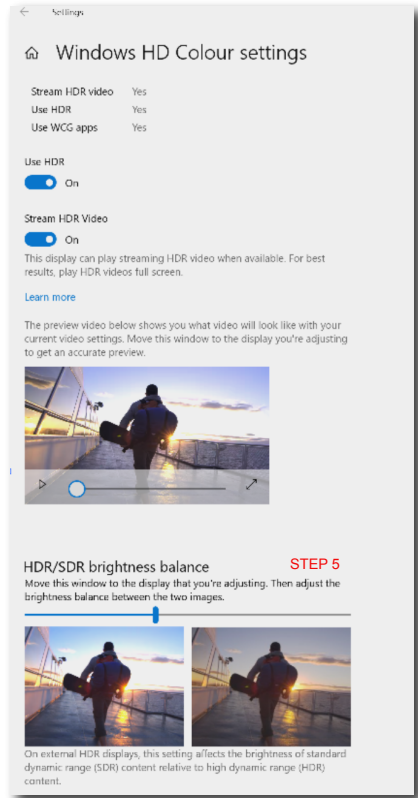 Settings
Windows HD Colour settings
Stream HDR video Yes
Use HDR Yes
Use WCG apps Yes
Use HDR
On
Stream HDR Video
On
This display can play streaming HDR video when available. For best
results, play HDR videos full screen.
Learn more
The preview video below shows you what video will look like with your
current video settings. Move this window to the display you're adjusting
to get an accurate preview.
HDR/SDR brightness balance STEP 5
Move this window to the display that you're adjusting. Then adjust the
brightness balance between the two images.
On external HDR displays, this setting affects the brightness of standard
dynamic range (SDR) content relative to high dynamic range (HDR)
content.